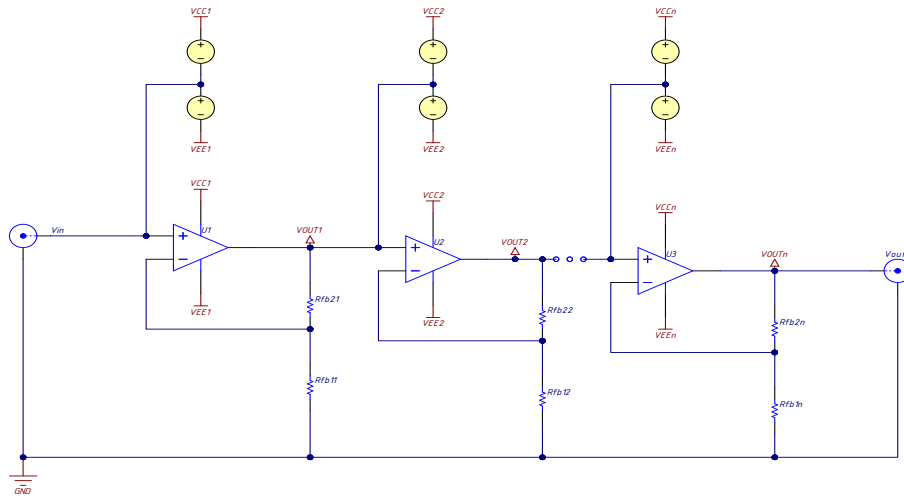 VCC1
VCC2
VCCn
VEE1
VEE2
VEEn
VCC1
VCC2
VCCn
Vin
U1
VOUT1
U2
VOUT2
U3
VOUTn
Vout
VEE1
VEE2
VEEn
Rfb21
Rfb22
Rfb2n
Rfb11
Rfb12
Rfb1n
GND